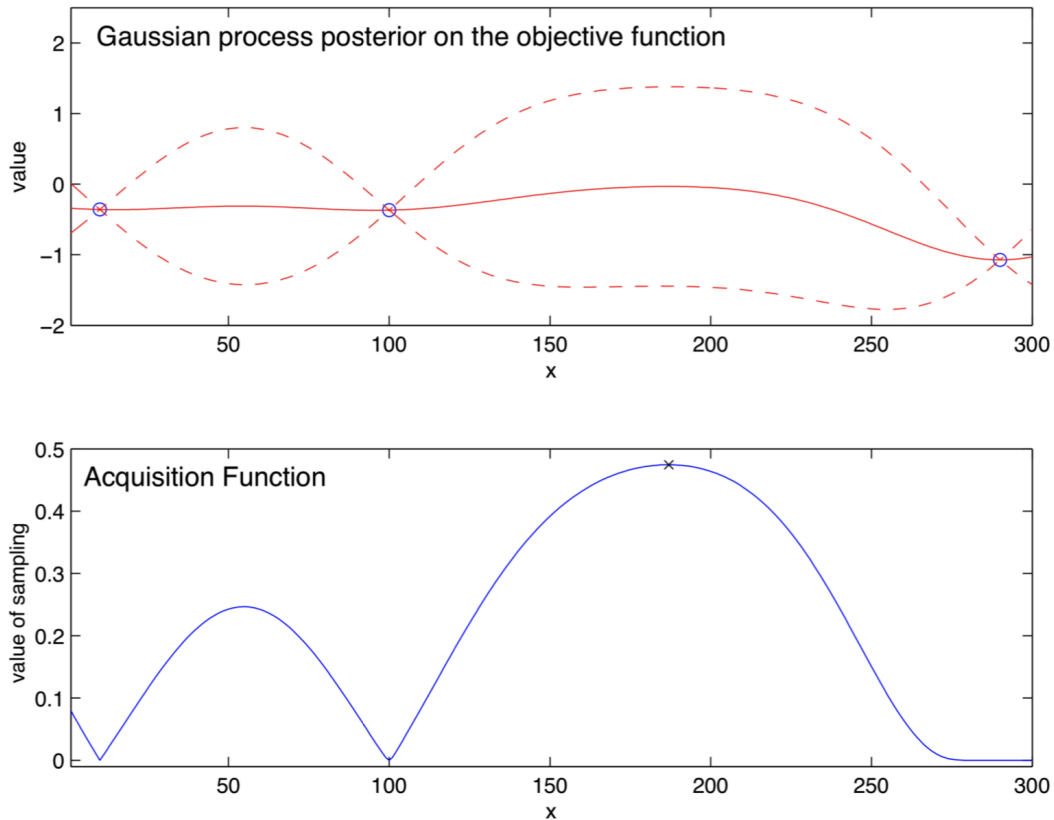 Gaussian process posterior on the objective function
2
1
0
−1
−2
value
50 100 150 200 250 300
x
Acquisition Function
0.5
0.4
0.3
0.2
0.1
0
value of sampling
50 100 150 200 250 300
x